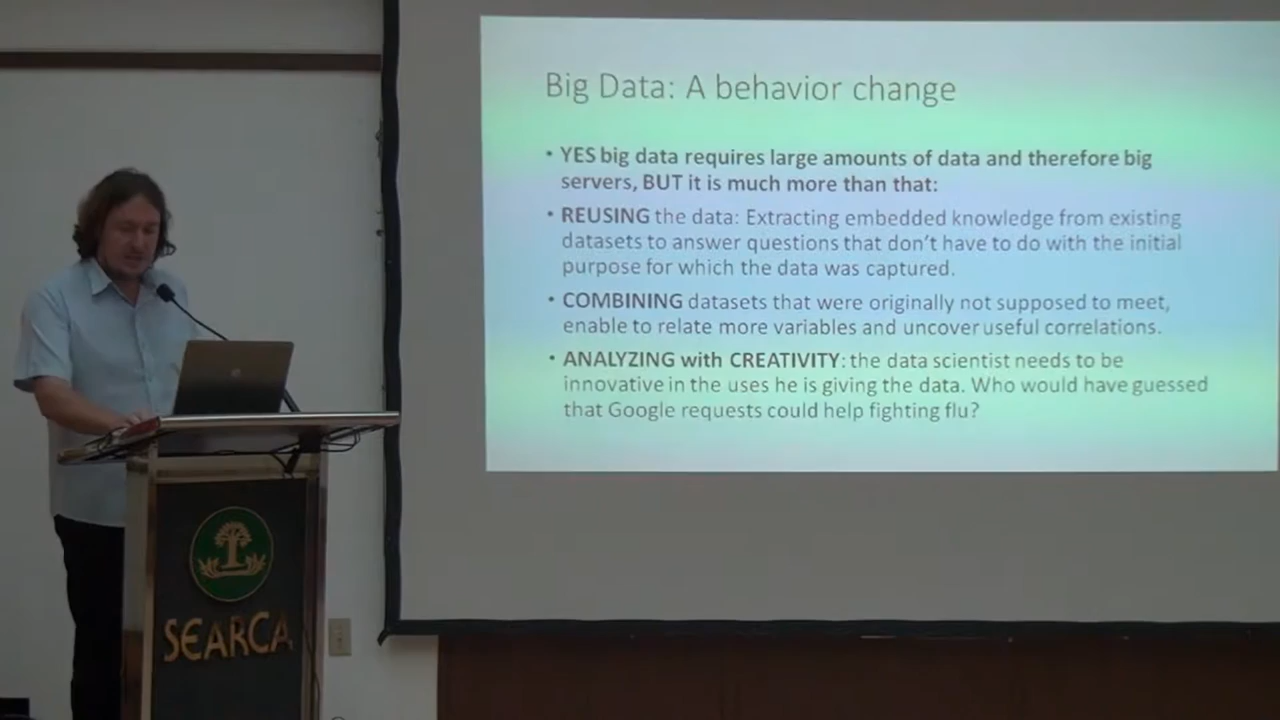 Big Data: A behavior change
• YES big data requires large amounts of data and therefore big
servers, BUT it is much more than that:
• REUSING the data: Extracting embedded knowledge from existing
datasets to answer questions that don't have to do with the initial
purpose for which the data was captured.
• COMBINING datasets that were originally not supposed to meet,
enable to relate more variables and uncover useful correlations.
• ANALYZING with CREATIVITY: the data scientist needs to be
innovative in the uses he is giving the data. Who would have guessed
that Google requests could help fighting flu?
SEARCA